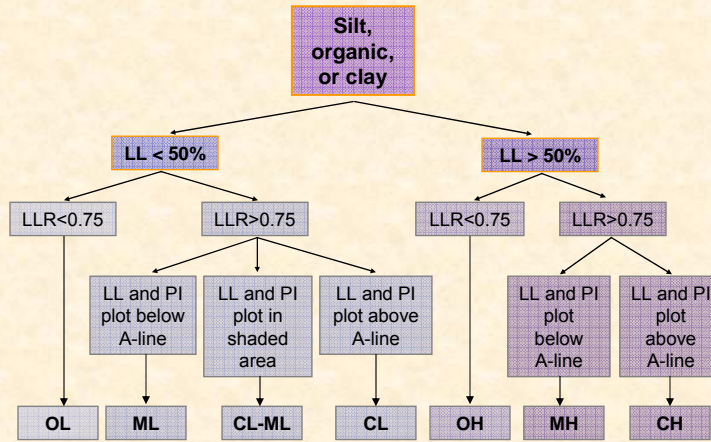 Silt,
organic,
or clay
LL < 50%
LL > 50%
LLR<0.75
LLR>0.75
LLR<0.75
LLR>0.75
LL and PI
plot below
A-line
LL and PI
plot in
shaded
area
LL and PI
plot above
A-line
LL and PI
plot
below
A-line
LL and PI
plot
above
A-line
OL
ML
CL-ML
CL
OH
MH
CH